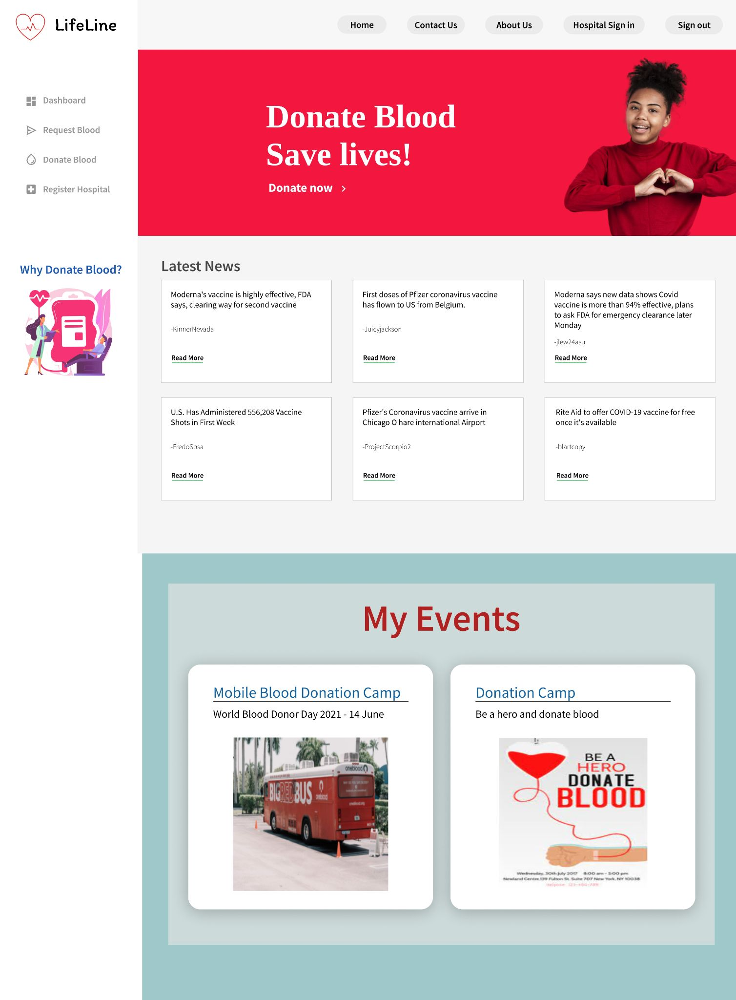 LifeLine
Home
Contact Us
About Us
Hospital Sign in
Sign out
Dashboard
Request Blood
Donate Blood
Register Hospital
Why Donate Blood?
Donate Blood
Save lives!
Donate now
Latest News
Moderna's vaccine is highly effective, FDA
says, clearing way for second vaccine
-KinnerNevada
Read More
First doses of Pfizer coronavirus vaccine
has flown to US from Belgium.
-Juicyjackson
Read More
Moderna says new data shows Covid
vaccine is more than 94% effective, plans
to ask FDA for emergency clearance later
Monday
-jlew24asu
Read More
U.S. Has Administered 556,208 Vaccine
Shots in First Week
-FredoSosa
Read More
Pfizer's Coronavirus vaccine arrive in
Chicago O hare international Airport
-ProjectScorpio2
Read More
Rite Aid to offer COVID-19 vaccine for free
once it's available
-blartcopy
Read More
My Events
Mobile Blood Donation Camp
World Blood Donor Day 2021 - 14 June
oneblood
BIG RED BUS
oneblood
oneblood.org
Donation Camp
Be a hero and donate blood
BE A
HERO
DONATE
BLOOD
Wednesday, 30th July 2017 8:00 am - 5:00 pm
Newland Centre,139 Fulton St. Suite 707 New York, NY 10038
Helpline 123-456-789